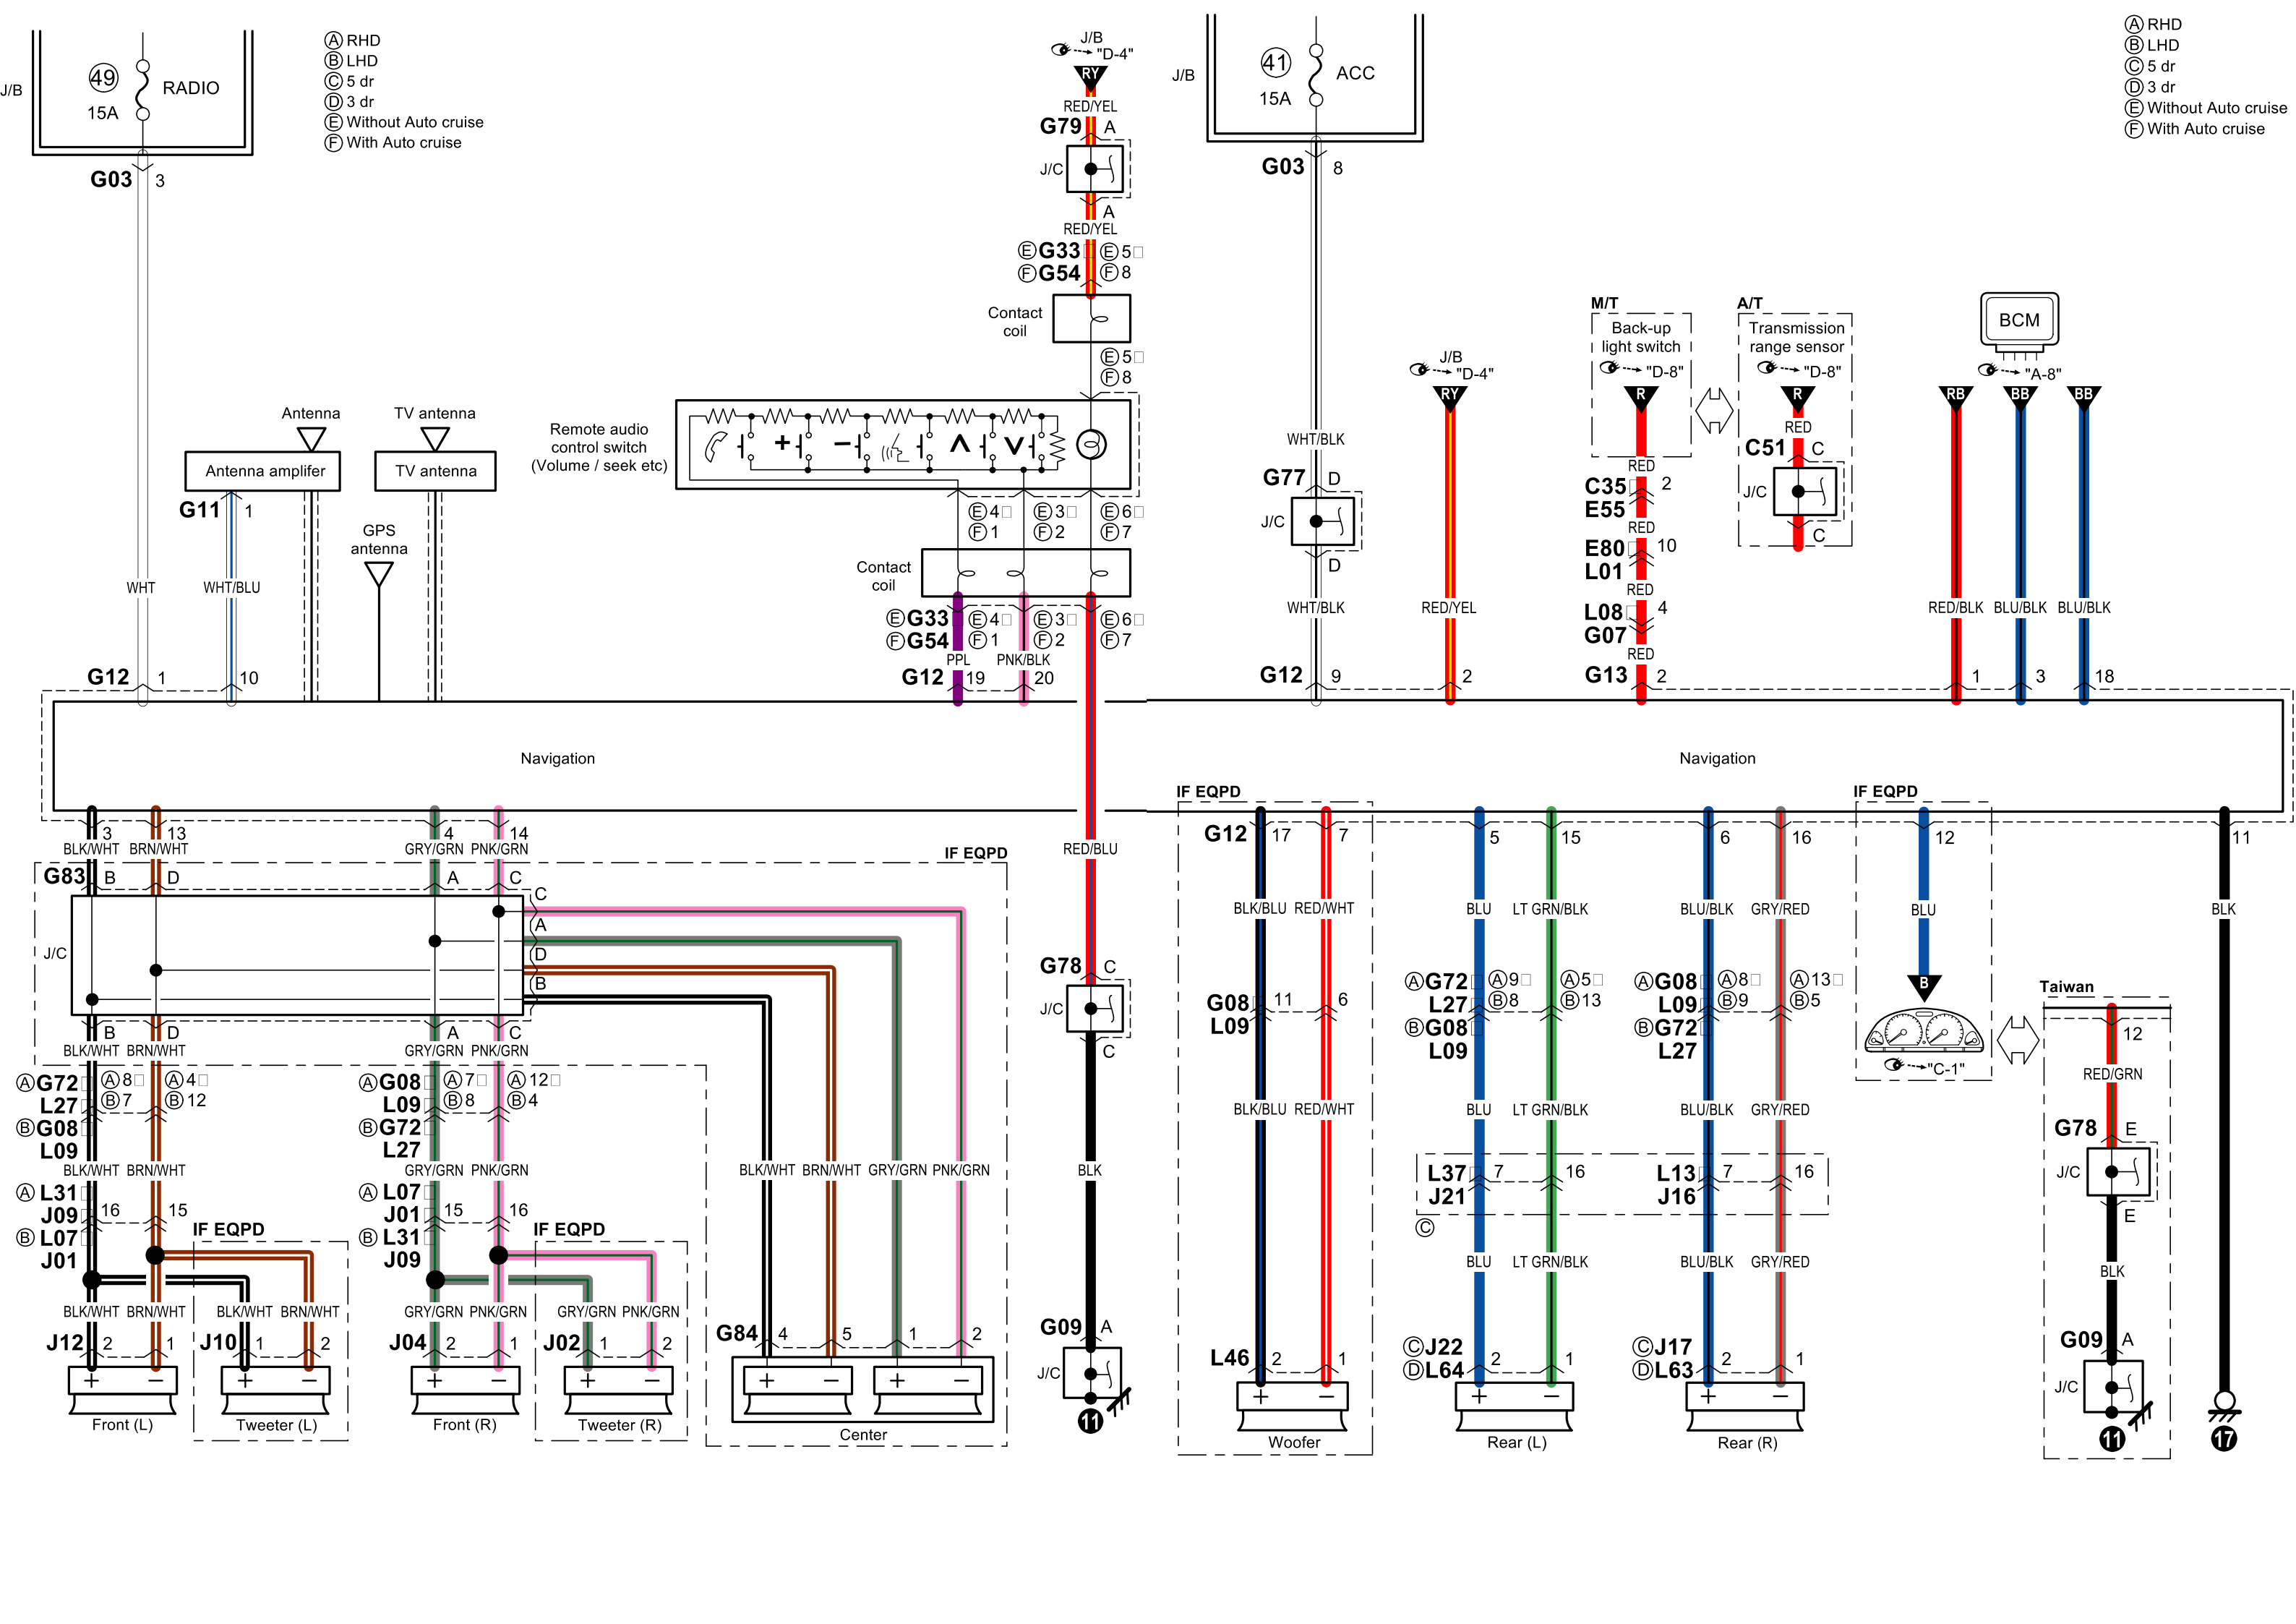 J/B
49
15A
RADIO
G03 3
Ⓐ RHD
Ⓑ LHD
Ⓒ 5 dr
Ⓓ 3 dr
Ⓔ Without Auto cruise
Ⓕ With Auto cruise
J/B
"D-4"
RY
RED/YEL
G79 A
J/C
A
RED/YEL
ⒺG33 Ⓔ5
ⒻG54 Ⓕ8
Contact
coil
Ⓔ5
Ⓕ8
J/B
41
15A
ACC
G03 8
Ⓐ RHD
Ⓑ LHD
Ⓒ 5 dr
Ⓓ 3 dr
Ⓔ Without Auto cruise
Ⓕ With Auto cruise
Antenna
Antenna amplifer
G11 1
TV antenna
TV antenna
GPS
antenna
WHT
WHT/BLU
G12 1 10
Remote audio
control switch
(Volume / seek etc)
+ −
Ⓔ4 Ⓔ3 Ⓔ6
Ⓕ1 Ⓕ2 Ⓕ7
Contact
coil
ⒺG33 Ⓔ4 Ⓔ3 Ⓔ6
ⒻG54 Ⓕ1 Ⓕ2 Ⓕ7
PPL PNK/BLK
G12 19 20
WHT/BLK
G77 D
J/C
D
WHT/BLK
G12 9 2
J/B
"D-4"
RY
RED/YEL
M/T
Back-up
light switch
"D-8"
R
RED
C35 2
E55
RED
E80 10
L01
RED
L08 4
G07
RED
G13 2 1 3 18
A/T
Transmission
range sensor
"D-8"
R
RED
C51 C
J/C
C
BCM
"A-8"
RB BB BB
RED/BLK BLU/BLK BLU/BLK
Navigation
Navigation
3 13 4 14
BLK/WHT BRN/WHT GRY/GRN PNK/GRN
IF EQPD
G83 B D A C
J/C
C
A
D
B
B D A C
BLK/WHT BRN/WHT GRY/GRN PNK/GRN
ⒶG72 Ⓐ8 Ⓐ4
L27 Ⓑ7 Ⓑ12
ⒷG08
L09
BLK/WHT BRN/WHT
Ⓐ L31
J09 16 15
Ⓑ L07
J01
IF EQPD
BLK/WHT BRN/WHT BLK/WHT BRN/WHT
J12 2 1 J10 1 2
+ − + −
Front (L) Tweeter (L)
ⒶG08 Ⓐ7 Ⓐ12
L09 Ⓑ8 Ⓑ4
ⒷG72
L27
GRY/GRN PNK/GRN
Ⓐ L07
J01 15 16
Ⓑ L31
J09
IF EQPD
GRY/GRN PNK/GRN GRY/GRN PNK/GRN
J04 2 1 J02 1 2
+ − + −
Front (R) Tweeter (R)
BLK/WHT BRN/WHT GRY/GRN PNK/GRN
G84 4 5 1 2
+ − + −
Center
RED/BLU
G78 C
J/C
C
BLK
G09 A
J/C
11
IF EQPD
G12 17 7
BLK/BLU RED/WHT
G08 11 6
L09
BLK/BLU RED/WHT
L46 2 1
+ −
Woofer
5 15
BLU LT GRN/BLK
ⒶG72 Ⓐ9 Ⓐ5
L27 Ⓑ8 Ⓑ13
ⒷG08
L09
BLU LT GRN/BLK
L37 7 16
J21
Ⓒ
BLU LT GRN/BLK
ⒸJ22
ⒹL64 2 1
+ −
Rear (L)
6 16
BLU/BLK GRY/RED
ⒶG08 Ⓐ8 Ⓐ13
L09 Ⓑ9 Ⓑ5
ⒷG72
L27
BLU/BLK GRY/RED
L13 7 16
J16
BLU/BLK GRY/RED
ⒸJ17
ⒹL63 2 1
+ −
Rear (R)
IF EQPD
12
BLU
B
"C-1"
Taiwan
12
RED/GRN
G78 E
J/C
E
BLK
G09 A
J/C
11
11
BLK
17